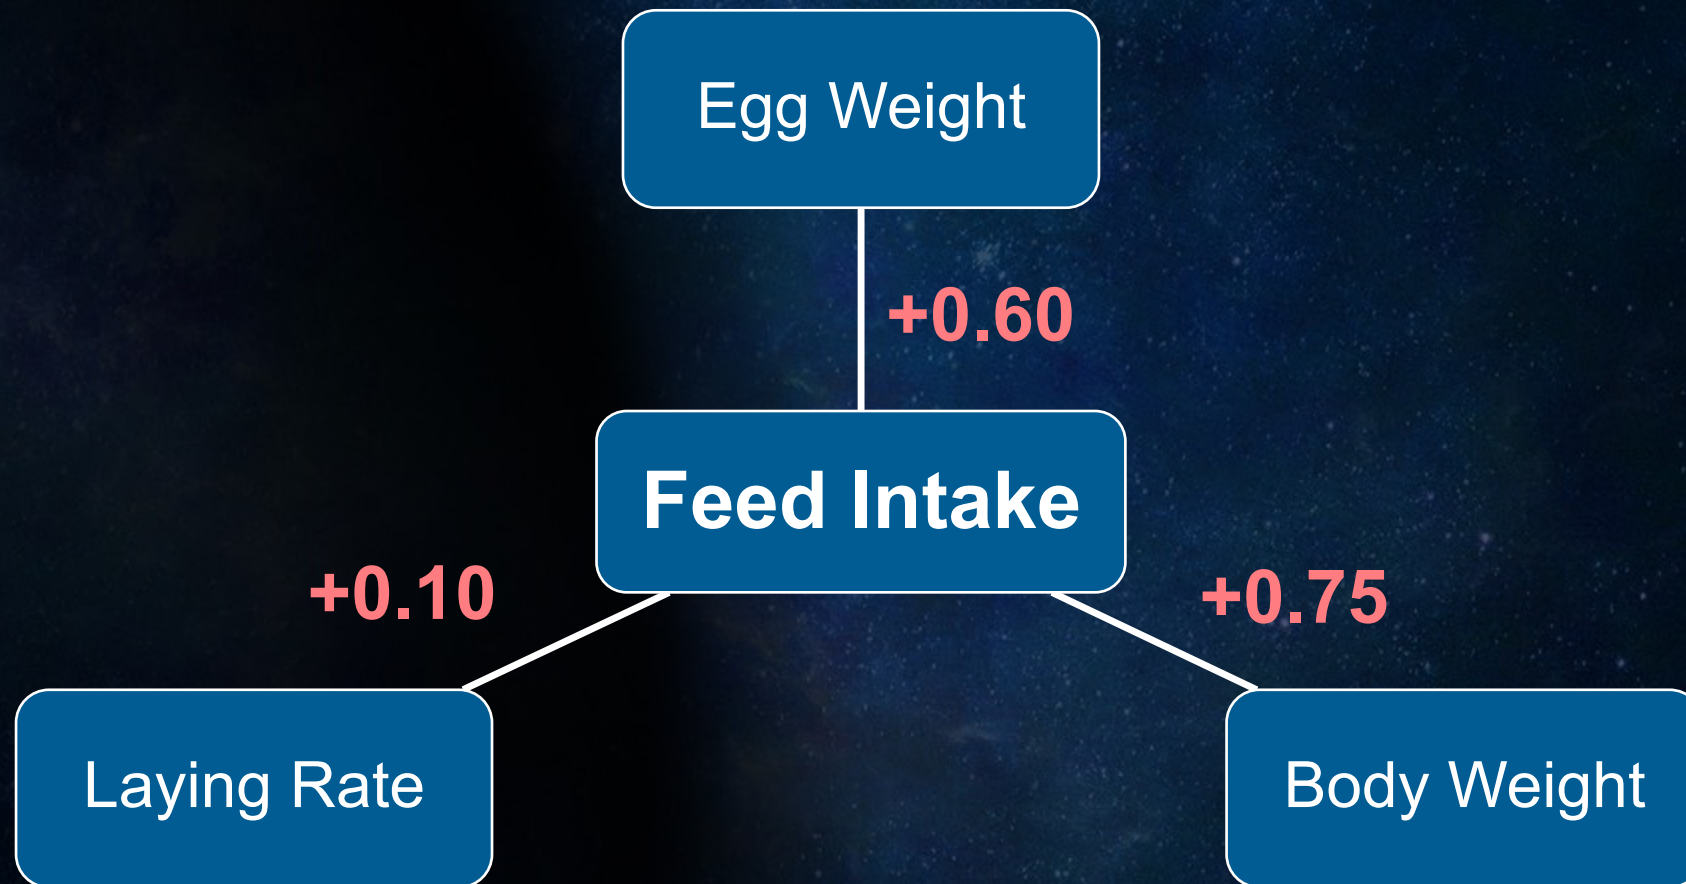 Egg Weight
+0.60
Feed Intake
+0.10
+0.75
Laying Rate
Body Weight